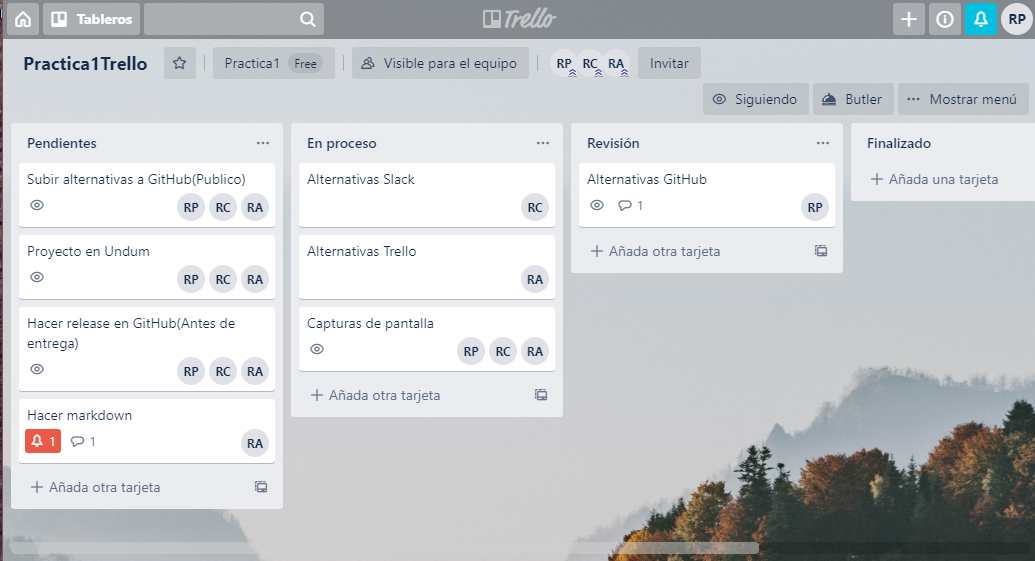 Tableros
Trello
RP
Practica1Trello
Practica1 Free
Visible para el equipo
RP RC RA
Invitar
Siguiendo
Butler
··· Mostrar menú
Pendientes ···
Subir alternativas a GitHub(Publico)
RP RC RA
Proyecto en Undum
RP RC RA
Hacer release en GitHub(Antes de
entrega)
RP RC RA
Hacer markdown
1 1 RA
+ Añada otra tarjeta
En proceso ···
Alternativas Slack
RC
Alternativas Trello
RA
Capturas de pantalla
RP RC RA
+ Añada otra tarjeta
Revisión ···
Alternativas GitHub
1 RP
+ Añada otra tarjeta
Finalizado
+ Añada una tarjeta